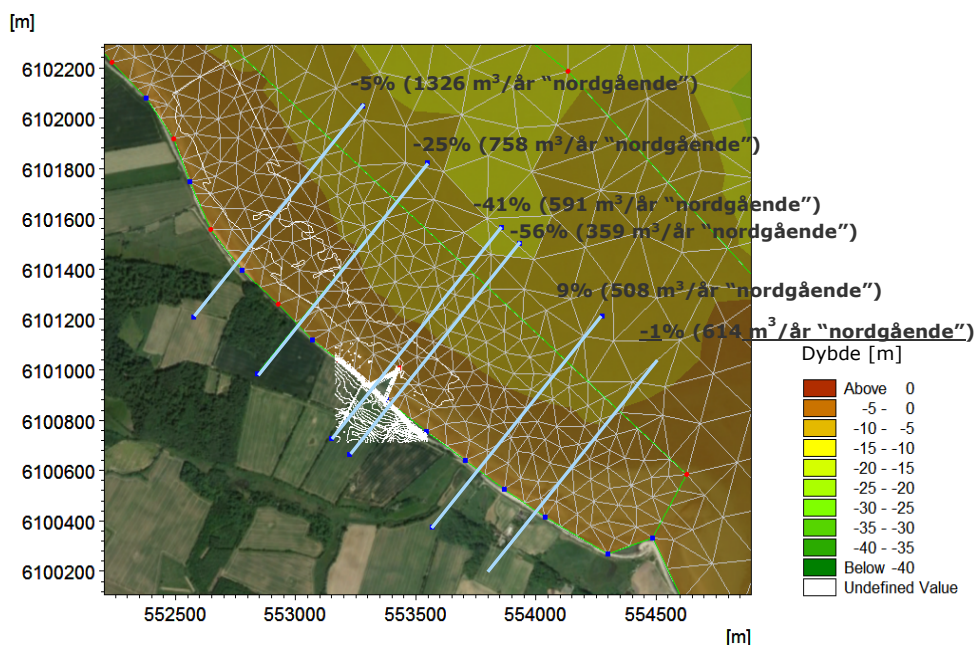 [m]
6102200
-5% (1326 m³/år “nordgående”)
6102000
-25% (758 m³/år “nordgående”)
6101800
-41% (591 m³/år “nordgående”)
6101600
-56% (359 m³/år “nordgående”)
6101400
9% (508 m³/år “nordgående”)
6101200
-1% (614 m³/år “nordgående”)
6101000
6100800
6100600
6100400
6100200
552500 553000 553500 554000 554500
[m]
Dybde [m]
Above 0
-5 - 0
-10 - -5
-15 - -10
-20 - -15
-25 - -20
-30 - -25
-35 - -30
-40 - -35
Below -40
Undefined Value